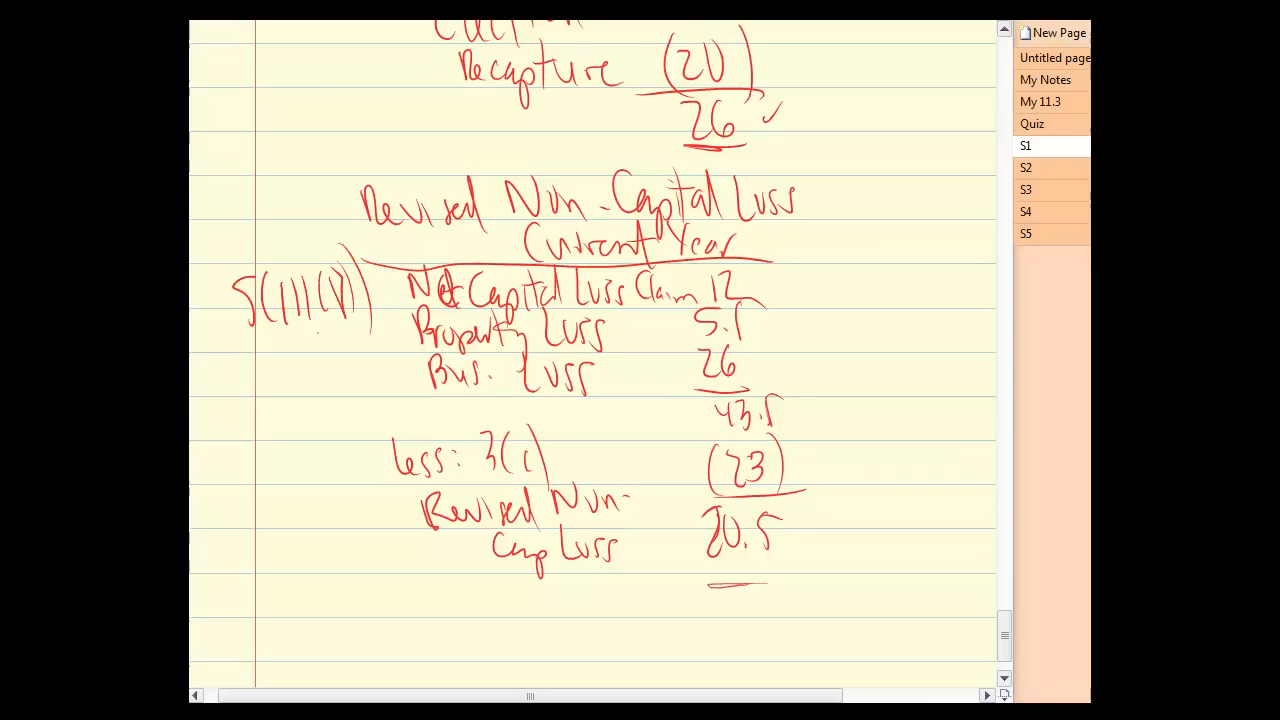 Recapture (20)
26 ✓
Revised Non-Capital Loss
Current Year
Net Capital Loss Claim 12
Property Loss 5.5
Bus. Loss 26
43.5
less: 3(c) (23)
Revised Non-
Cap Loss 20.5
New Page
Untitled page
My Notes
My 11.3
Quiz
S1
S2
S3
S4
S5